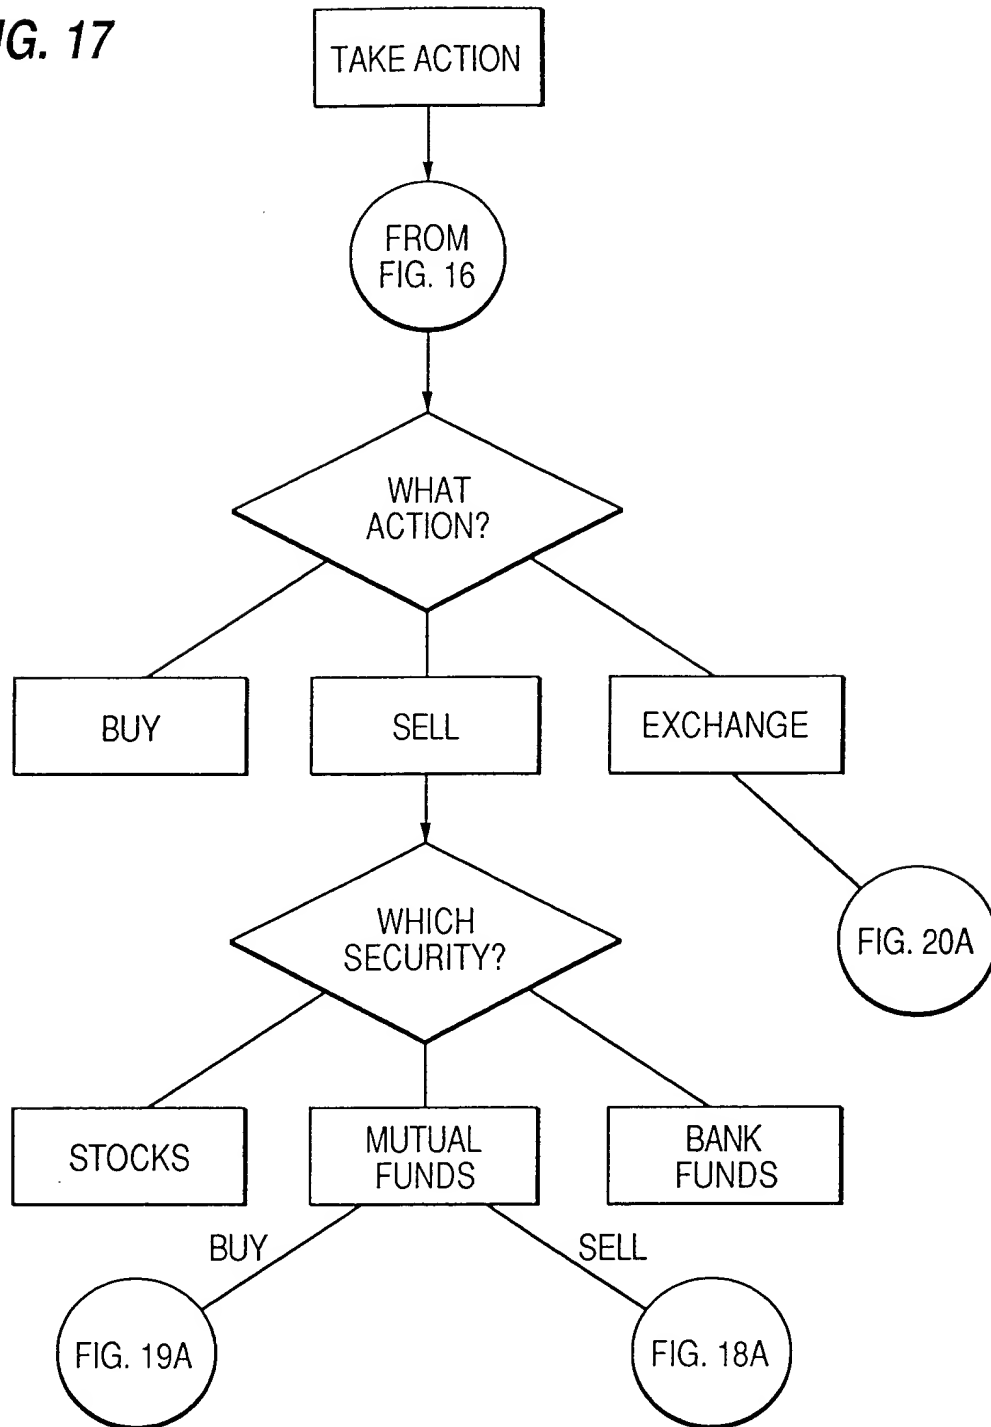 IG. 17
TAKE ACTION
FROM
FIG. 16
WHAT
ACTION?
BUY
SELL
EXCHANGE
WHICH
SECURITY?
FIG. 20A
STOCKS
MUTUAL
FUNDS
BANK
FUNDS
BUY
SELL
FIG. 19A
FIG. 18A